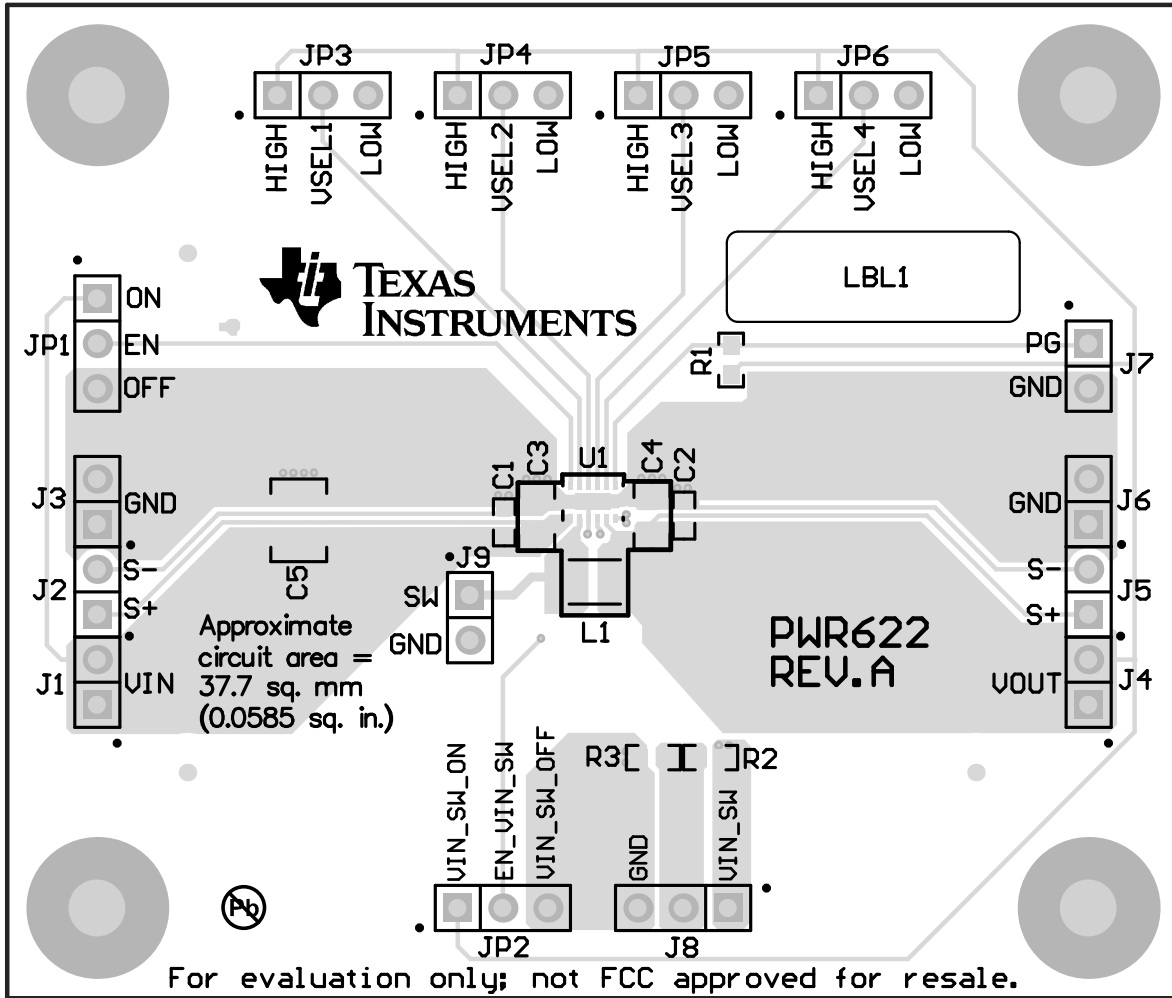 JP3 JP4 JP5 JP6
HIGH VSEL1 LOW HIGH VSEL2 LOW HIGH VSEL3 LOW HIGH VSEL4 LOW
TEXAS
INSTRUMENTS
LBL1
ON
JP1 EN
OFF
R1
PG
J7
GND
U1
C1 C3 C4 C2
J3 GND
GND J6
J2 S-
S+
S- J5
S+
C5
J9
SW
GND
L1
Approximate
circuit area =
37.7 sq. mm
(0.0585 sq. in.)
PWR622
REV.A
J1 VIN
VOUT J4
R3 R2
VIN_SW_ON EN_VIN_SW VIN_SW_OFF GND VIN_SW
Pb
JP2 J8
For evaluation only; not FCC approved for resale.